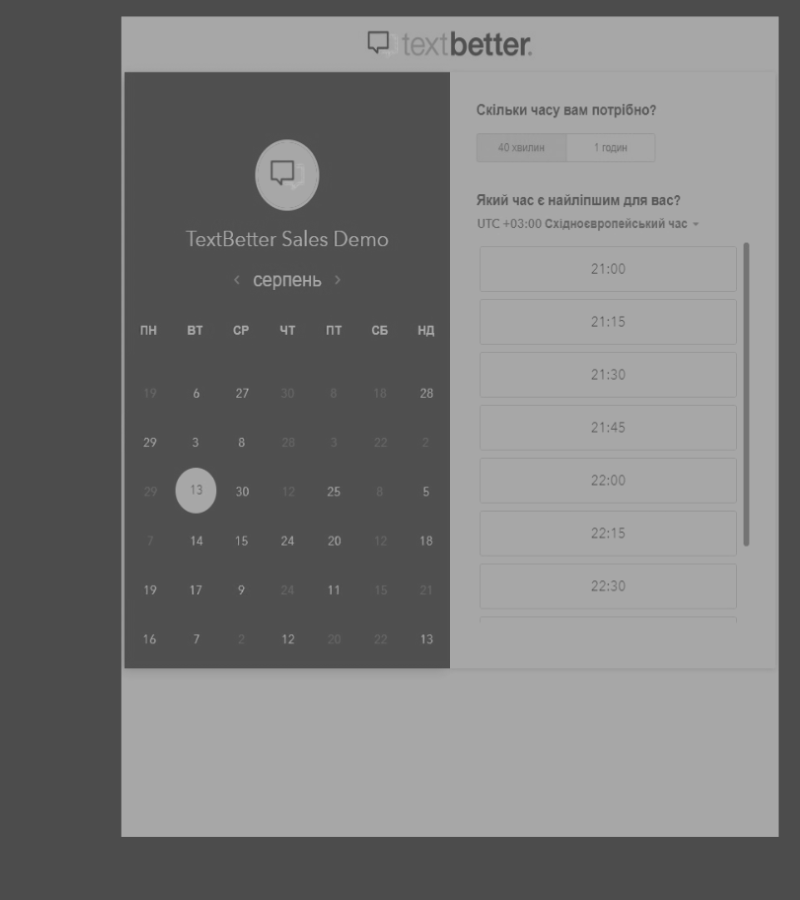 textbetter.
TextBetter Sales Demo
серпень
ПН ВТ СР ЧТ ПТ СБ НД
19 6 27 30 8 18 28
29 3 8 28 3 22 2
29 13 30 12 25 8 5
7 14 15 24 20 12 18
19 17 9 24 11 15 21
16 7 2 12 20 22 13
Скільки часу вам потрібно?
40 хвилин 1 годин
Який час є найліпшим для вас?
UTC +03:00 Східноєвропейський час
21:00
21:15
21:30
21:45
22:00
22:15
22:30